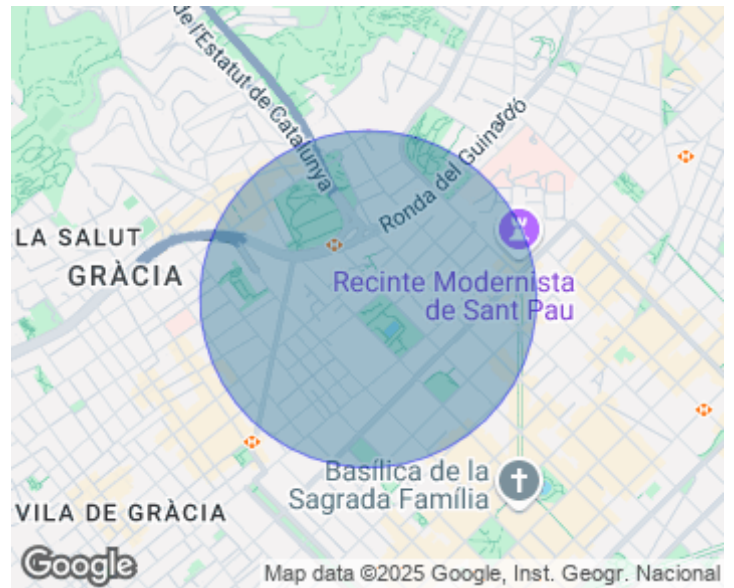 de l'Estatut de Catalunya
Ronda del Guinardó
LA SALUT
GRÀCIA
Recinte Modernista
de Sant Pau
Basílica de la
Sagrada Família
VILA DE GRÀCIA
Google
Map data ©2025 Google, Inst. Geogr. Nacional